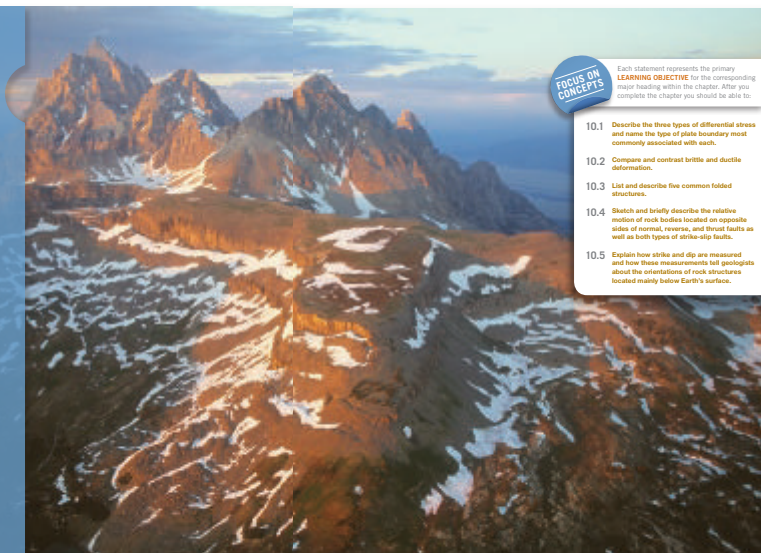 FOCUS ON
CONCEPTS
Each statement represents the primary
LEARNING OBJECTIVE for the corresponding
major heading within the chapter. After you
complete the chapter you should be able to:
10.1 Describe the three types of differential stress
and name the type of plate boundary most
commonly associated with each.
10.2 Compare and contrast brittle and ductile
deformation.
10.3 List and describe five common folded
structures.
10.4 Sketch and briefly describe the relative
motion of rock bodies located on opposite
sides of normal, reverse, and thrust faults as
well as both types of strike-slip faults.
10.5 Explain how strike and dip are measured
and how these measurements tell geologists
about the orientations of rock structures
located mainly below Earth's surface.